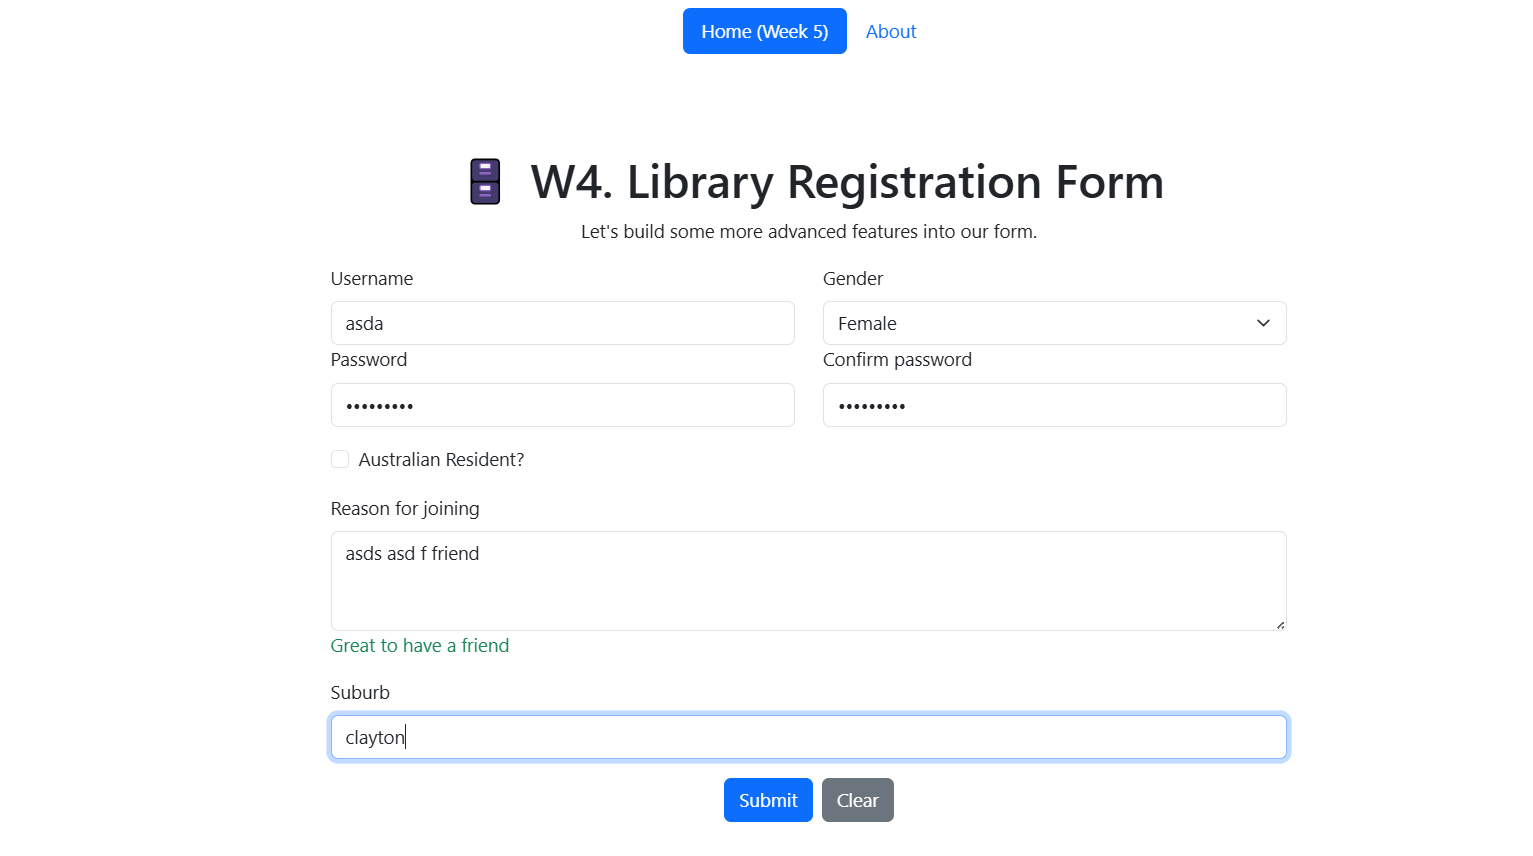 Home (Week 5) About
W4. Library Registration Form
Let's build some more advanced features into our form.
Username Gender
asda Female
Password Confirm password
••••••••• •••••••••
Australian Resident?
Reason for joining
asds asd f friend
Great to have a friend
Suburb
clayton
Submit Clear